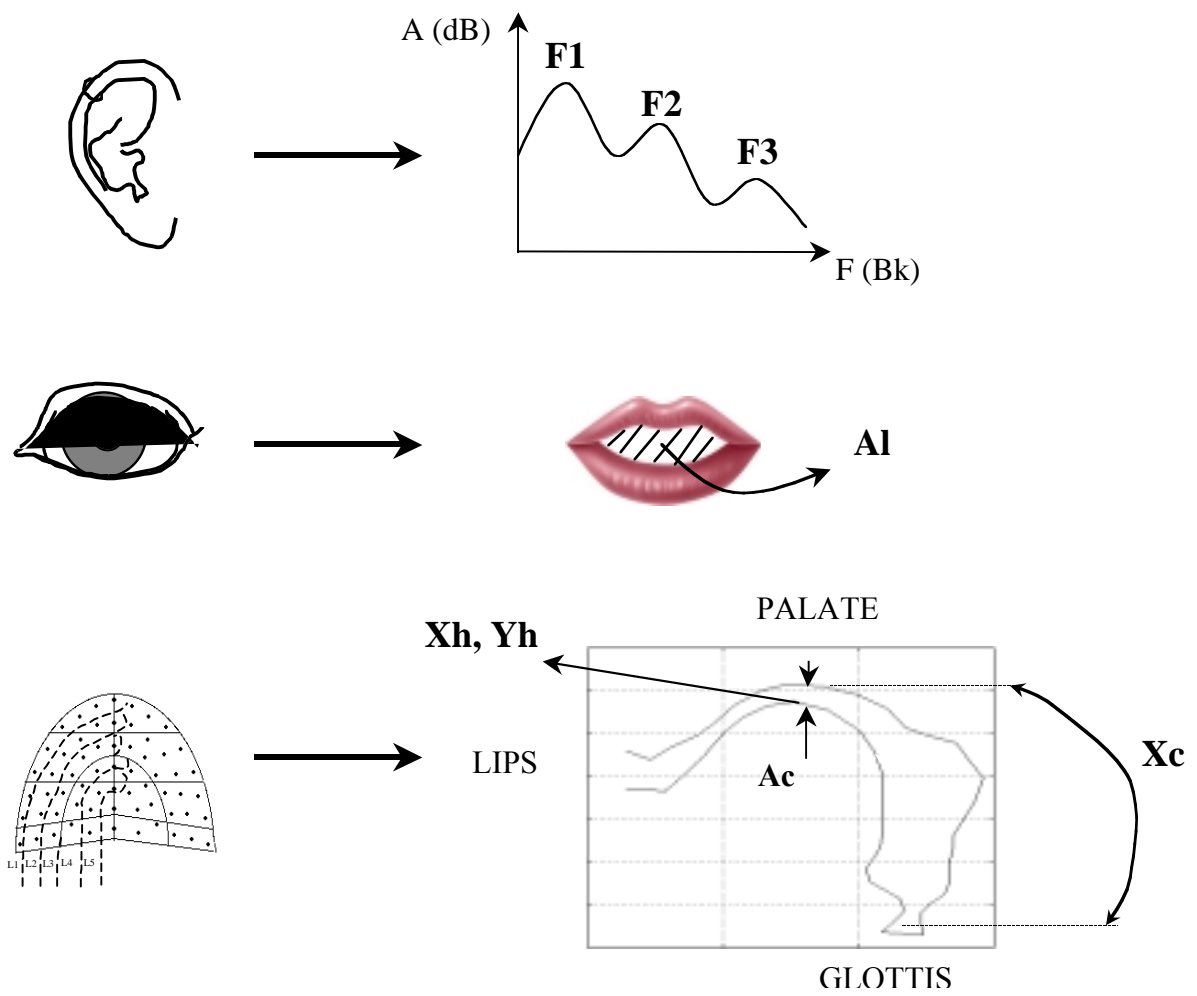 A (dB)
F1
F2
F3
F (Bk)
Al
PALATE
Xh, Yh
LIPS
Ac
Xc
L1 L2 L3 L4 L5
GLOTTIS